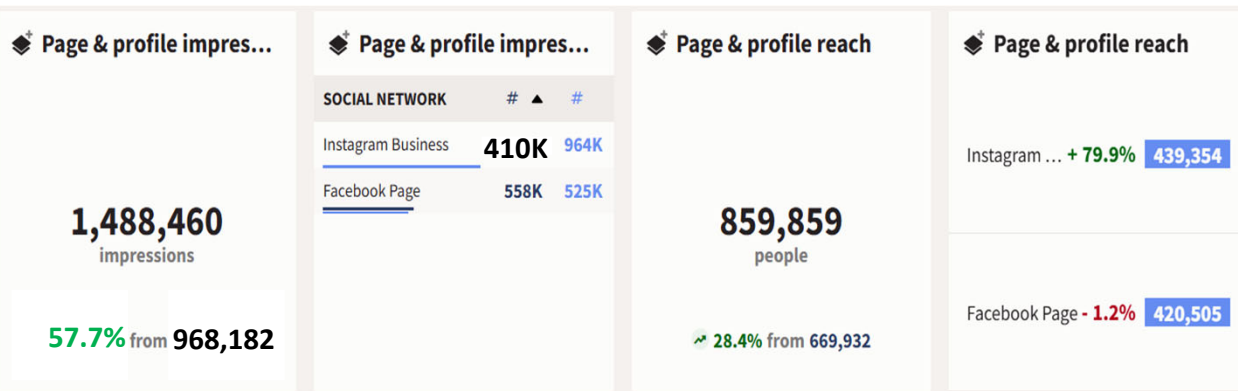 Page & profile impres...
1,488,460
impressions
57.7% from 968,182
Page & profile impres...
SOCIAL NETWORK # ▲ #
Instagram Business 410K 964K
Facebook Page 558K 525K
Page & profile reach
859,859
people
28.4% from 669,932
Page & profile reach
Instagram ... + 79.9% 439,354
Facebook Page - 1.2% 420,505